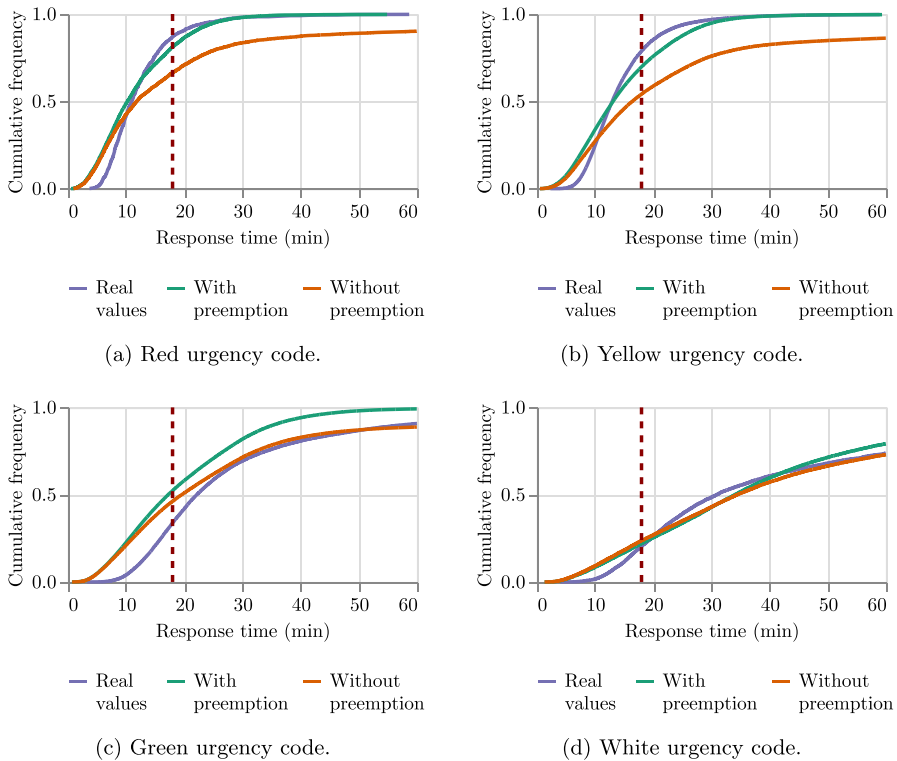 Cumulative frequency
1.0
0.5
0.0
0 10 20 30 40 50 60
Response time (min)
Real values
With preemption
Without preemption
(a) Red urgency code.
Cumulative frequency
1.0
0.5
0.0
0 10 20 30 40 50 60
Response time (min)
Real values
With preemption
Without preemption
(b) Yellow urgency code.
Cumulative frequency
1.0
0.5
0.0
0 10 20 30 40 50 60
Response time (min)
Real values
With preemption
Without preemption
(c) Green urgency code.
Cumulative frequency
1.0
0.5
0.0
0 10 20 30 40 50 60
Response time (min)
Real values
With preemption
Without preemption
(d) White urgency code.